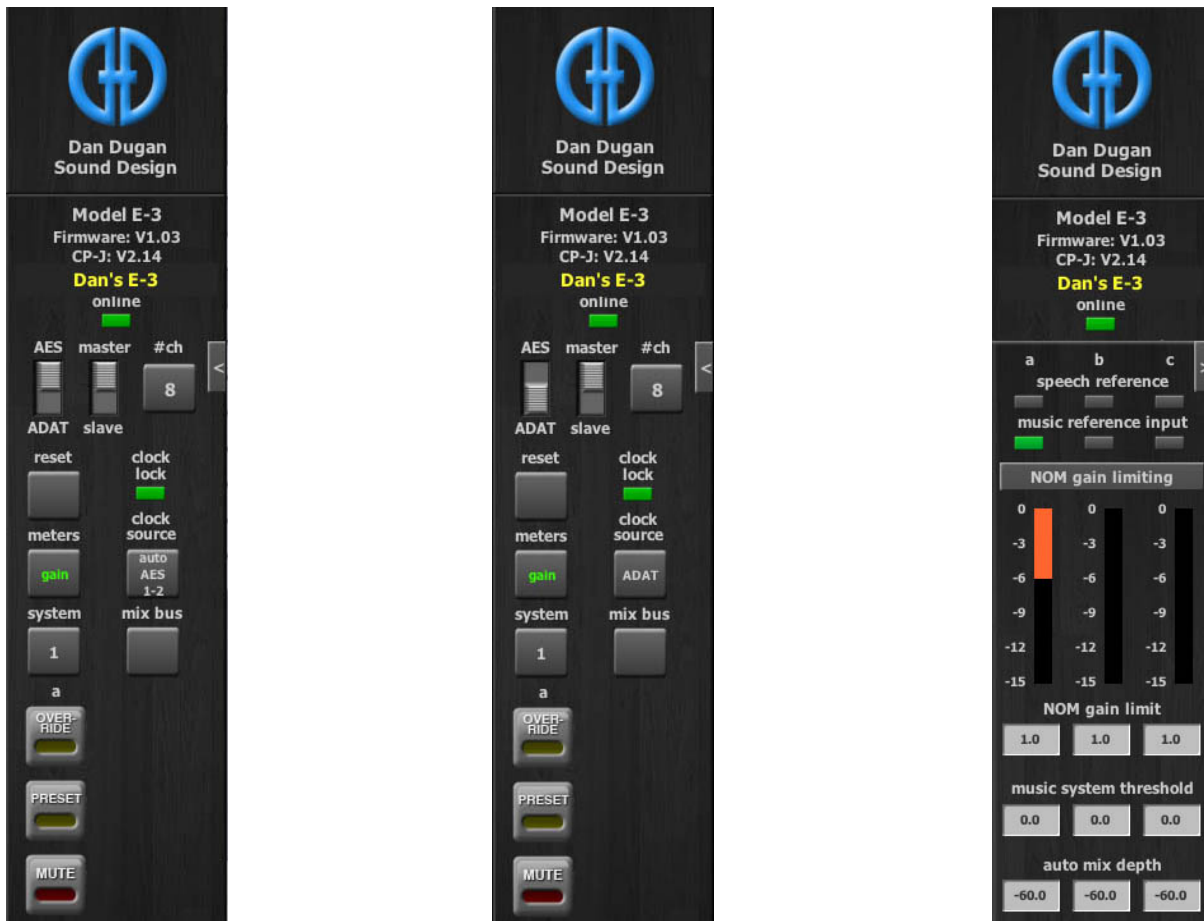 Dan Dugan
Sound Design
Model E-3
Firmware: V1.03
CP-J: V2.14
Dan's E-3
online
AES master #ch
<
8
ADAT slave
reset clock
lock
clock
meters source
gain auto
AES
1-2
system mix bus
1
a
OVER-
RIDE
PRESET
MUTE
Dan Dugan
Sound Design
Model E-3
Firmware: V1.03
CP-J: V2.14
Dan's E-3
online
AES master #ch
<
8
ADAT slave
reset clock
lock
clock
meters source
gain ADAT
system mix bus
1
a
OVER-
RIDE
PRESET
MUTE
Dan Dugan
Sound Design
Model E-3
Firmware: V1.03
CP-J: V2.14
Dan's E-3
online
a b c
>
speech reference
music reference input
NOM gain limiting
0 0 0
-3 -3 -3
-6 -6 -6
-9 -9 -9
-12 -12 -12
-15 -15 -15
NOM gain limit
1.0 1.0 1.0
music system threshold
0.0 0.0 0.0
auto mix depth
-60.0 -60.0 -60.0